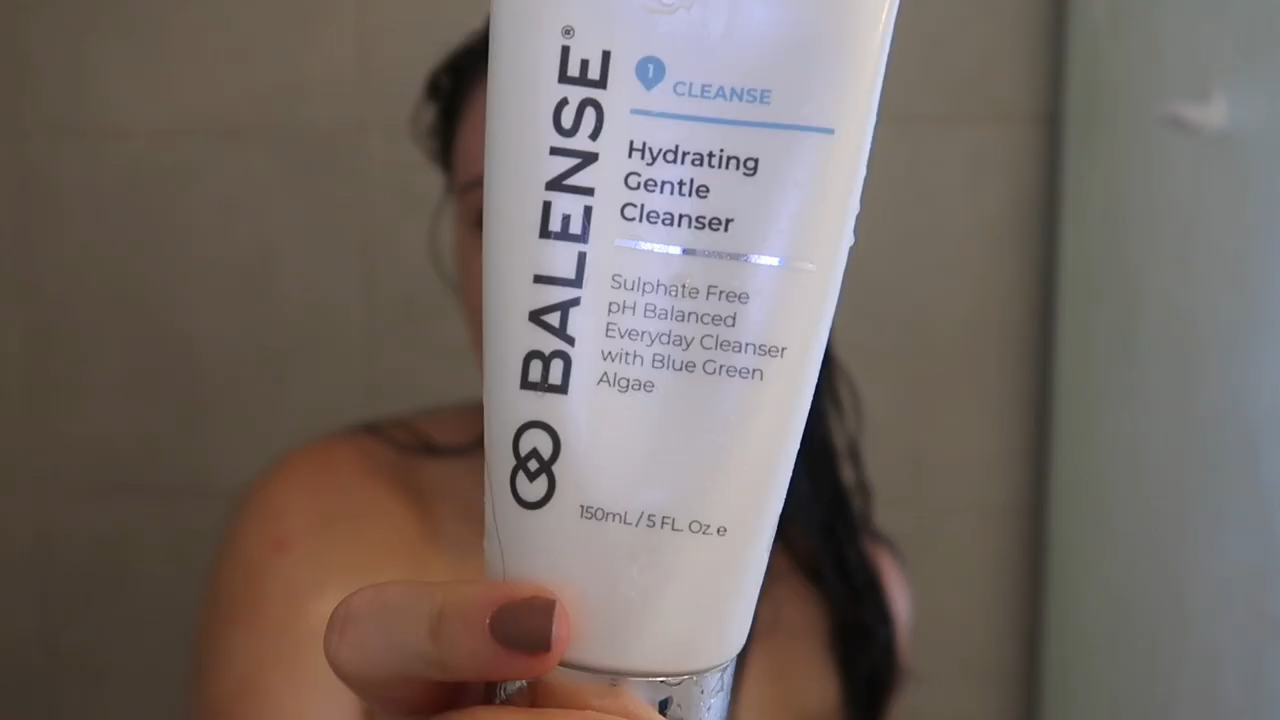 BALENSE®
1 CLEANSE
Hydrating
Gentle
Cleanser
Sulphate Free
pH Balanced
Everyday Cleanser
with Blue Green
Algae
150mL / 5 FL. Oz. e